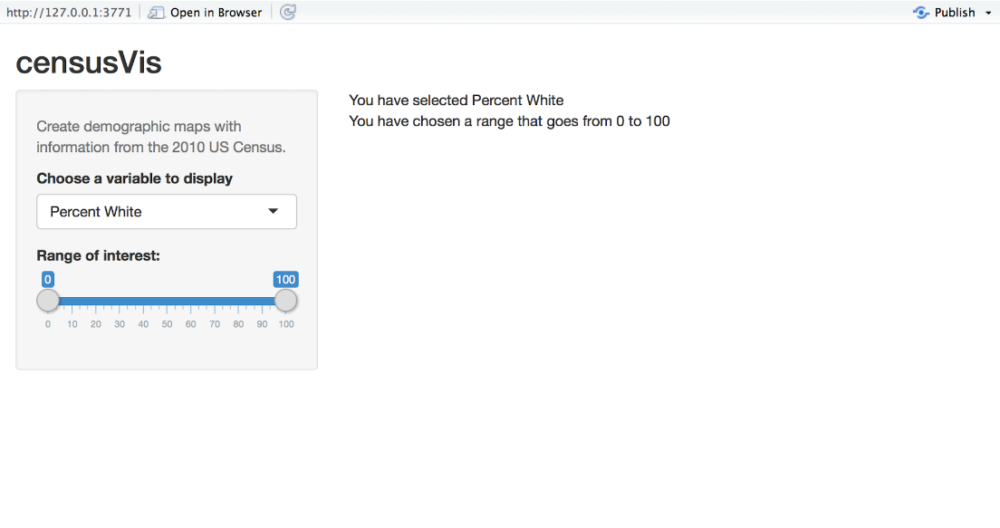 http://127.0.0.1:3771 Open in Browser Publish
censusVis
Create demographic maps with
information from the 2010 US Census.
Choose a variable to display
Percent White
Range of interest:
0 100
0 10 20 30 40 50 60 70 80 90 100
You have selected Percent White
You have chosen a range that goes from 0 to 100